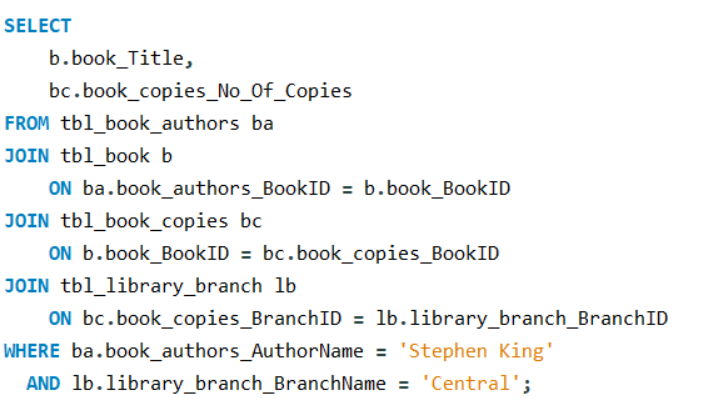 SELECT
    b.book_Title,
    bc.book_copies_No_Of_Copies
FROM tbl_book_authors ba
JOIN tbl_book b
    ON ba.book_authors_BookID = b.book_BookID
JOIN tbl_book_copies bc
    ON b.book_BookID = bc.book_copies_BookID
JOIN tbl_library_branch lb
    ON bc.book_copies_BranchID = lb.library_branch_BranchID
WHERE ba.book_authors_AuthorName = 'Stephen King'
  AND lb.library_branch_BranchName = 'Central';